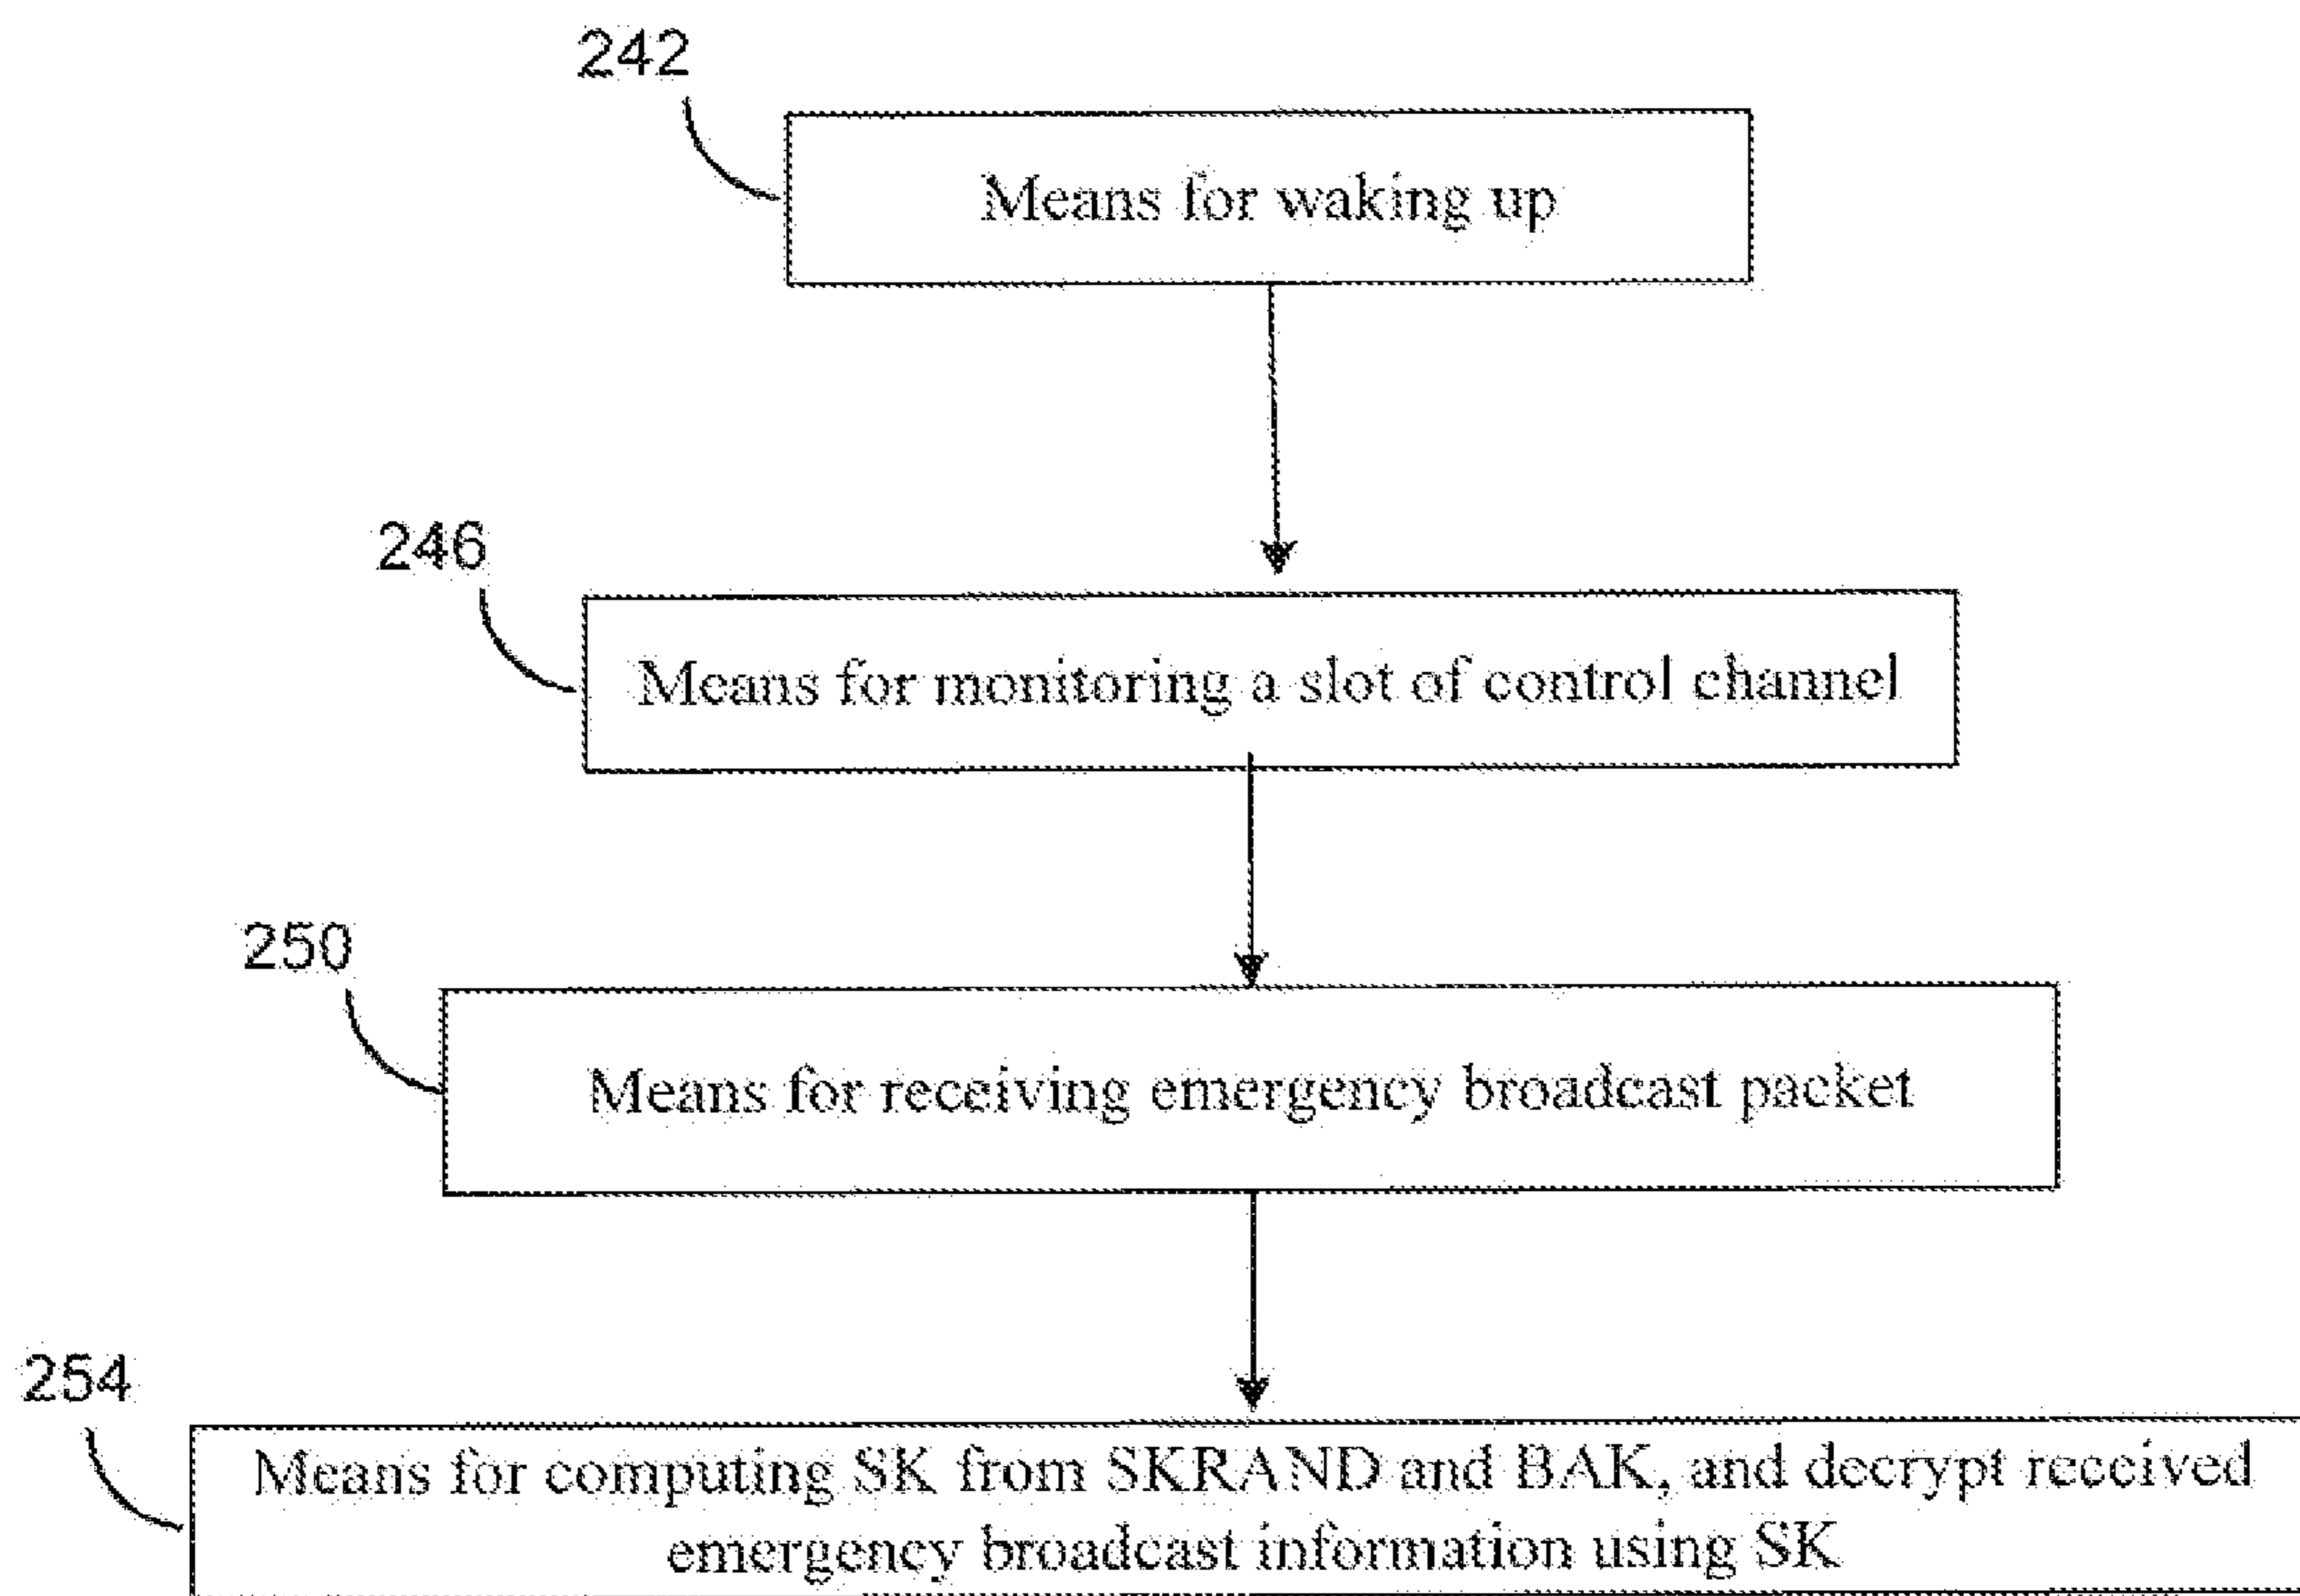 242
Means for waking up
246
Means for monitoring a slot of control channel
250
Means for receiving emergency broadcast packet
254
Means for computing SK from SKRAND and BAK, and decrypt received
emergency broadcast information using SK